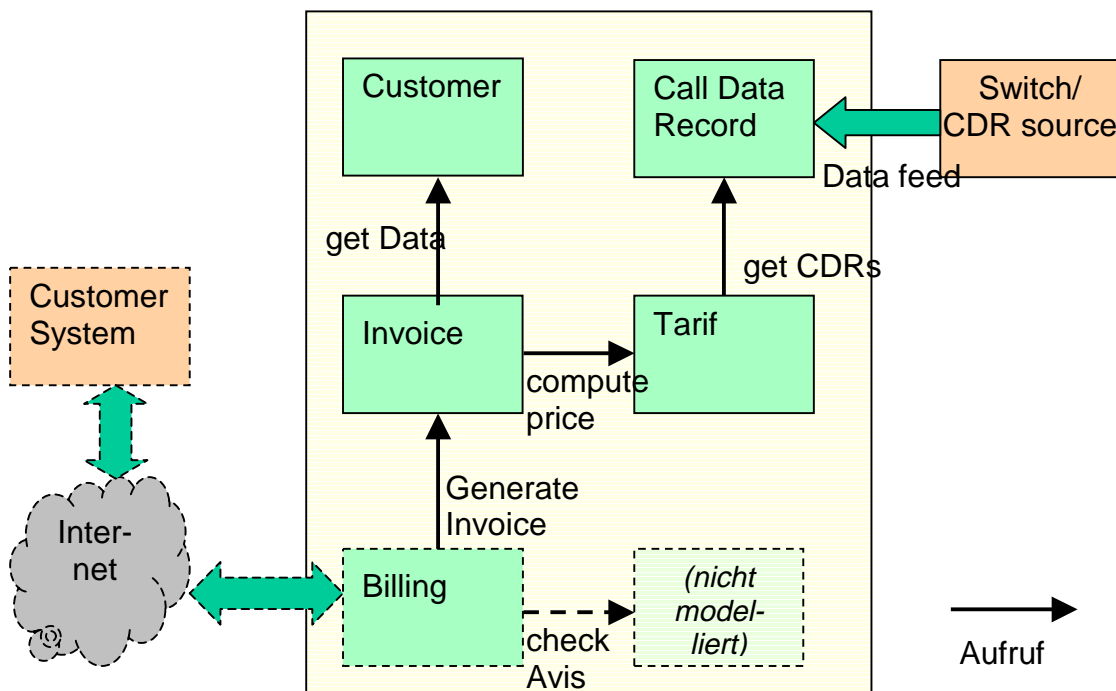 Customer
Call Data
Record
Switch/
CDR source
Data feed
get Data
get CDRs
Customer
System
Invoice
Tarif
compute
price
Generate
Invoice
Inter-
net
Billing
(nicht
model-
liert)
check
Avis
Aufruf